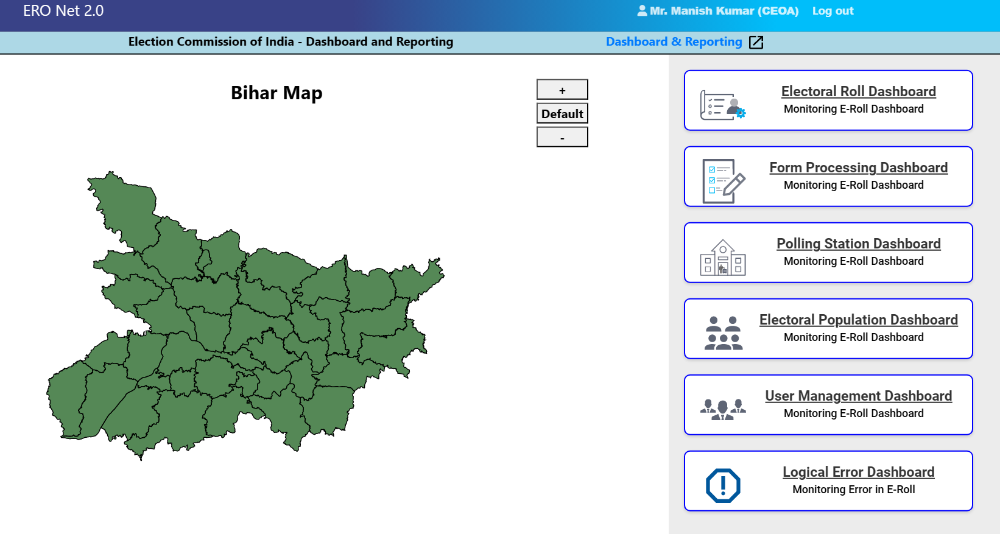 ERO Net 2.0
Mr. Manish Kumar (CEOA) Log out
Election Commission of India - Dashboard and Reporting
Dashboard & Reporting
Bihar Map
+
Default
-
Electoral Roll Dashboard
Monitoring E-Roll Dashboard
Form Processing Dashboard
Monitoring E-Roll Dashboard
Polling Station Dashboard
Monitoring E-Roll Dashboard
Electoral Population Dashboard
Monitoring E-Roll Dashboard
User Management Dashboard
Monitoring E-Roll Dashboard
Logical Error Dashboard
Monitoring Error in E-Roll